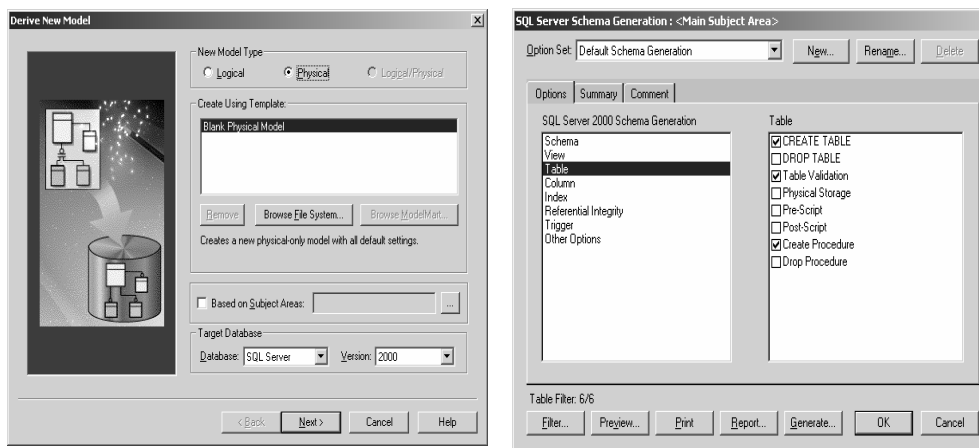 Derive New Model
New Model Type
Logical
Physical
Logical/Physical
Create Using Template:
Blank Physical Model
Remove
Browse File System...
Browse ModelMart...
Creates a new physical-only model with all default settings.
Based on Subject Areas:
...
Target Database
Database: SQL Server
Version: 2000
< Back
Next >
Cancel
Help
SQL Server Schema Generation : <Main Subject Area>
Option Set: Default Schema Generation
New...
Rename...
Delete
Options
Summary
Comment
SQL Server 2000 Schema Generation
Schema
View
Table
Column
Index
Referential Integrity
Trigger
Other Options
Table
CREATE TABLE
DROP TABLE
Table Validation
Physical Storage
Pre-Script
Post-Script
Create Procedure
Drop Procedure
Table Filter: 6/6
Filter...
Preview...
Print
Report...
Generate...
OK
Cancel